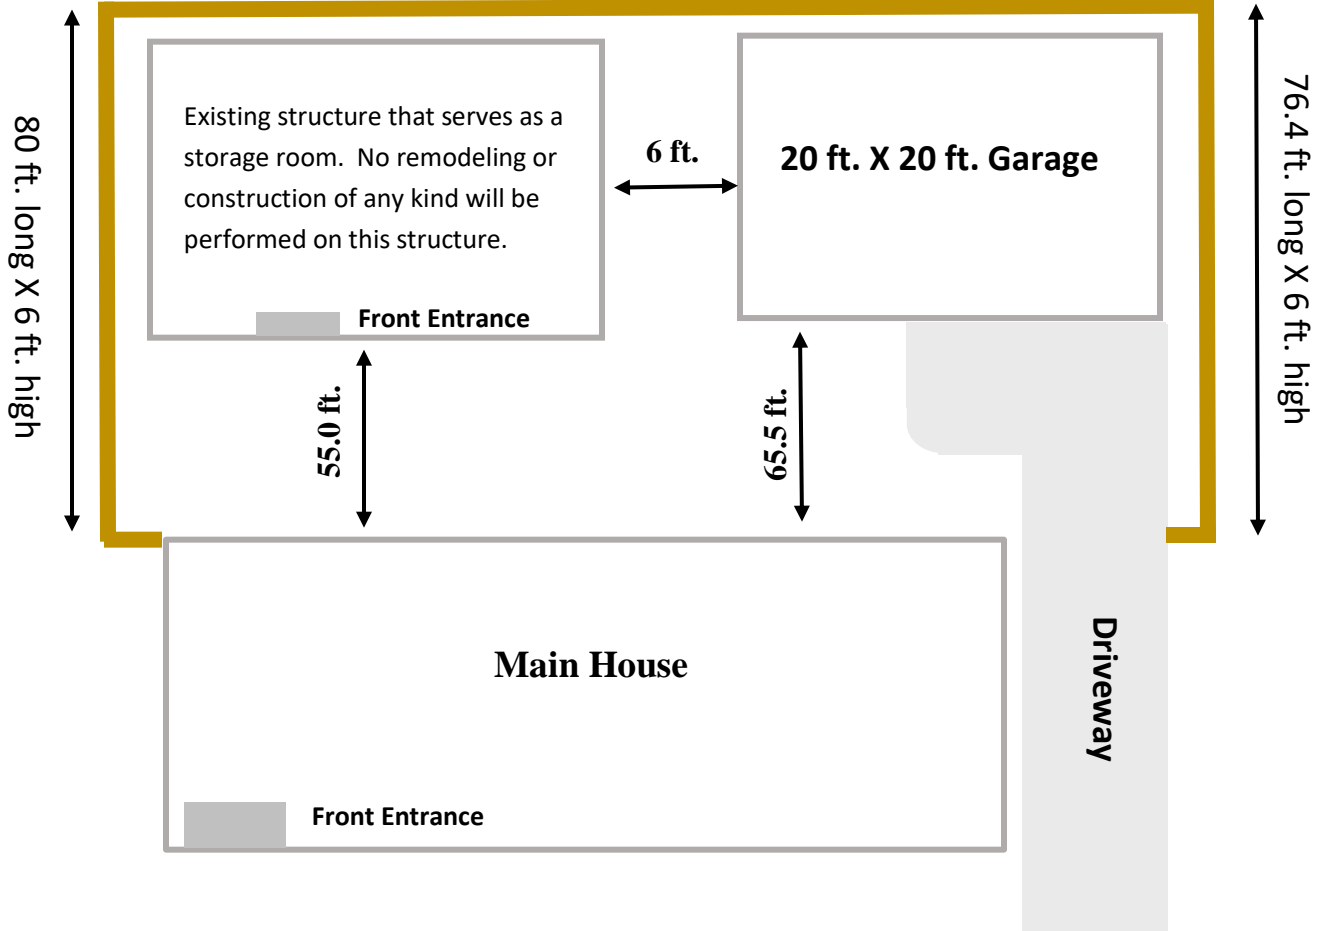 80 ft. long X 6 ft. high
Existing structure that serves as a
storage room.  No remodeling or
construction of any kind will be
performed on this structure.
Front Entrance
6 ft.
20 ft. X 20 ft. Garage
76.4 ft. long X 6 ft. high
55.0 ft.
65.5 ft.
Main House
Driveway
Front Entrance